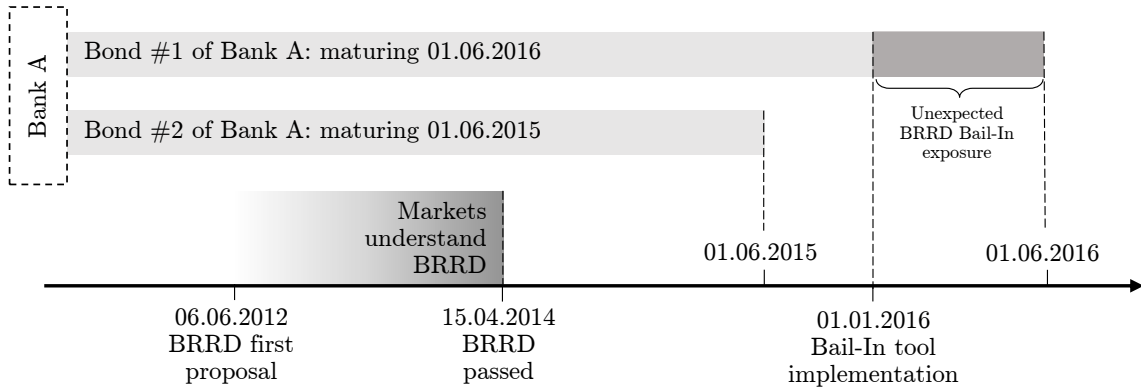 Bank A
Bond #1 of Bank A: maturing 01.06.2016
Unexpected
BRRD Bail-In
exposure
Bond #2 of Bank A: maturing 01.06.2015
Markets
understand
BRRD
01.06.2015
01.06.2016
06.06.2012
BRRD first
proposal
15.04.2014
BRRD
passed
01.01.2016
Bail-In tool
implementation